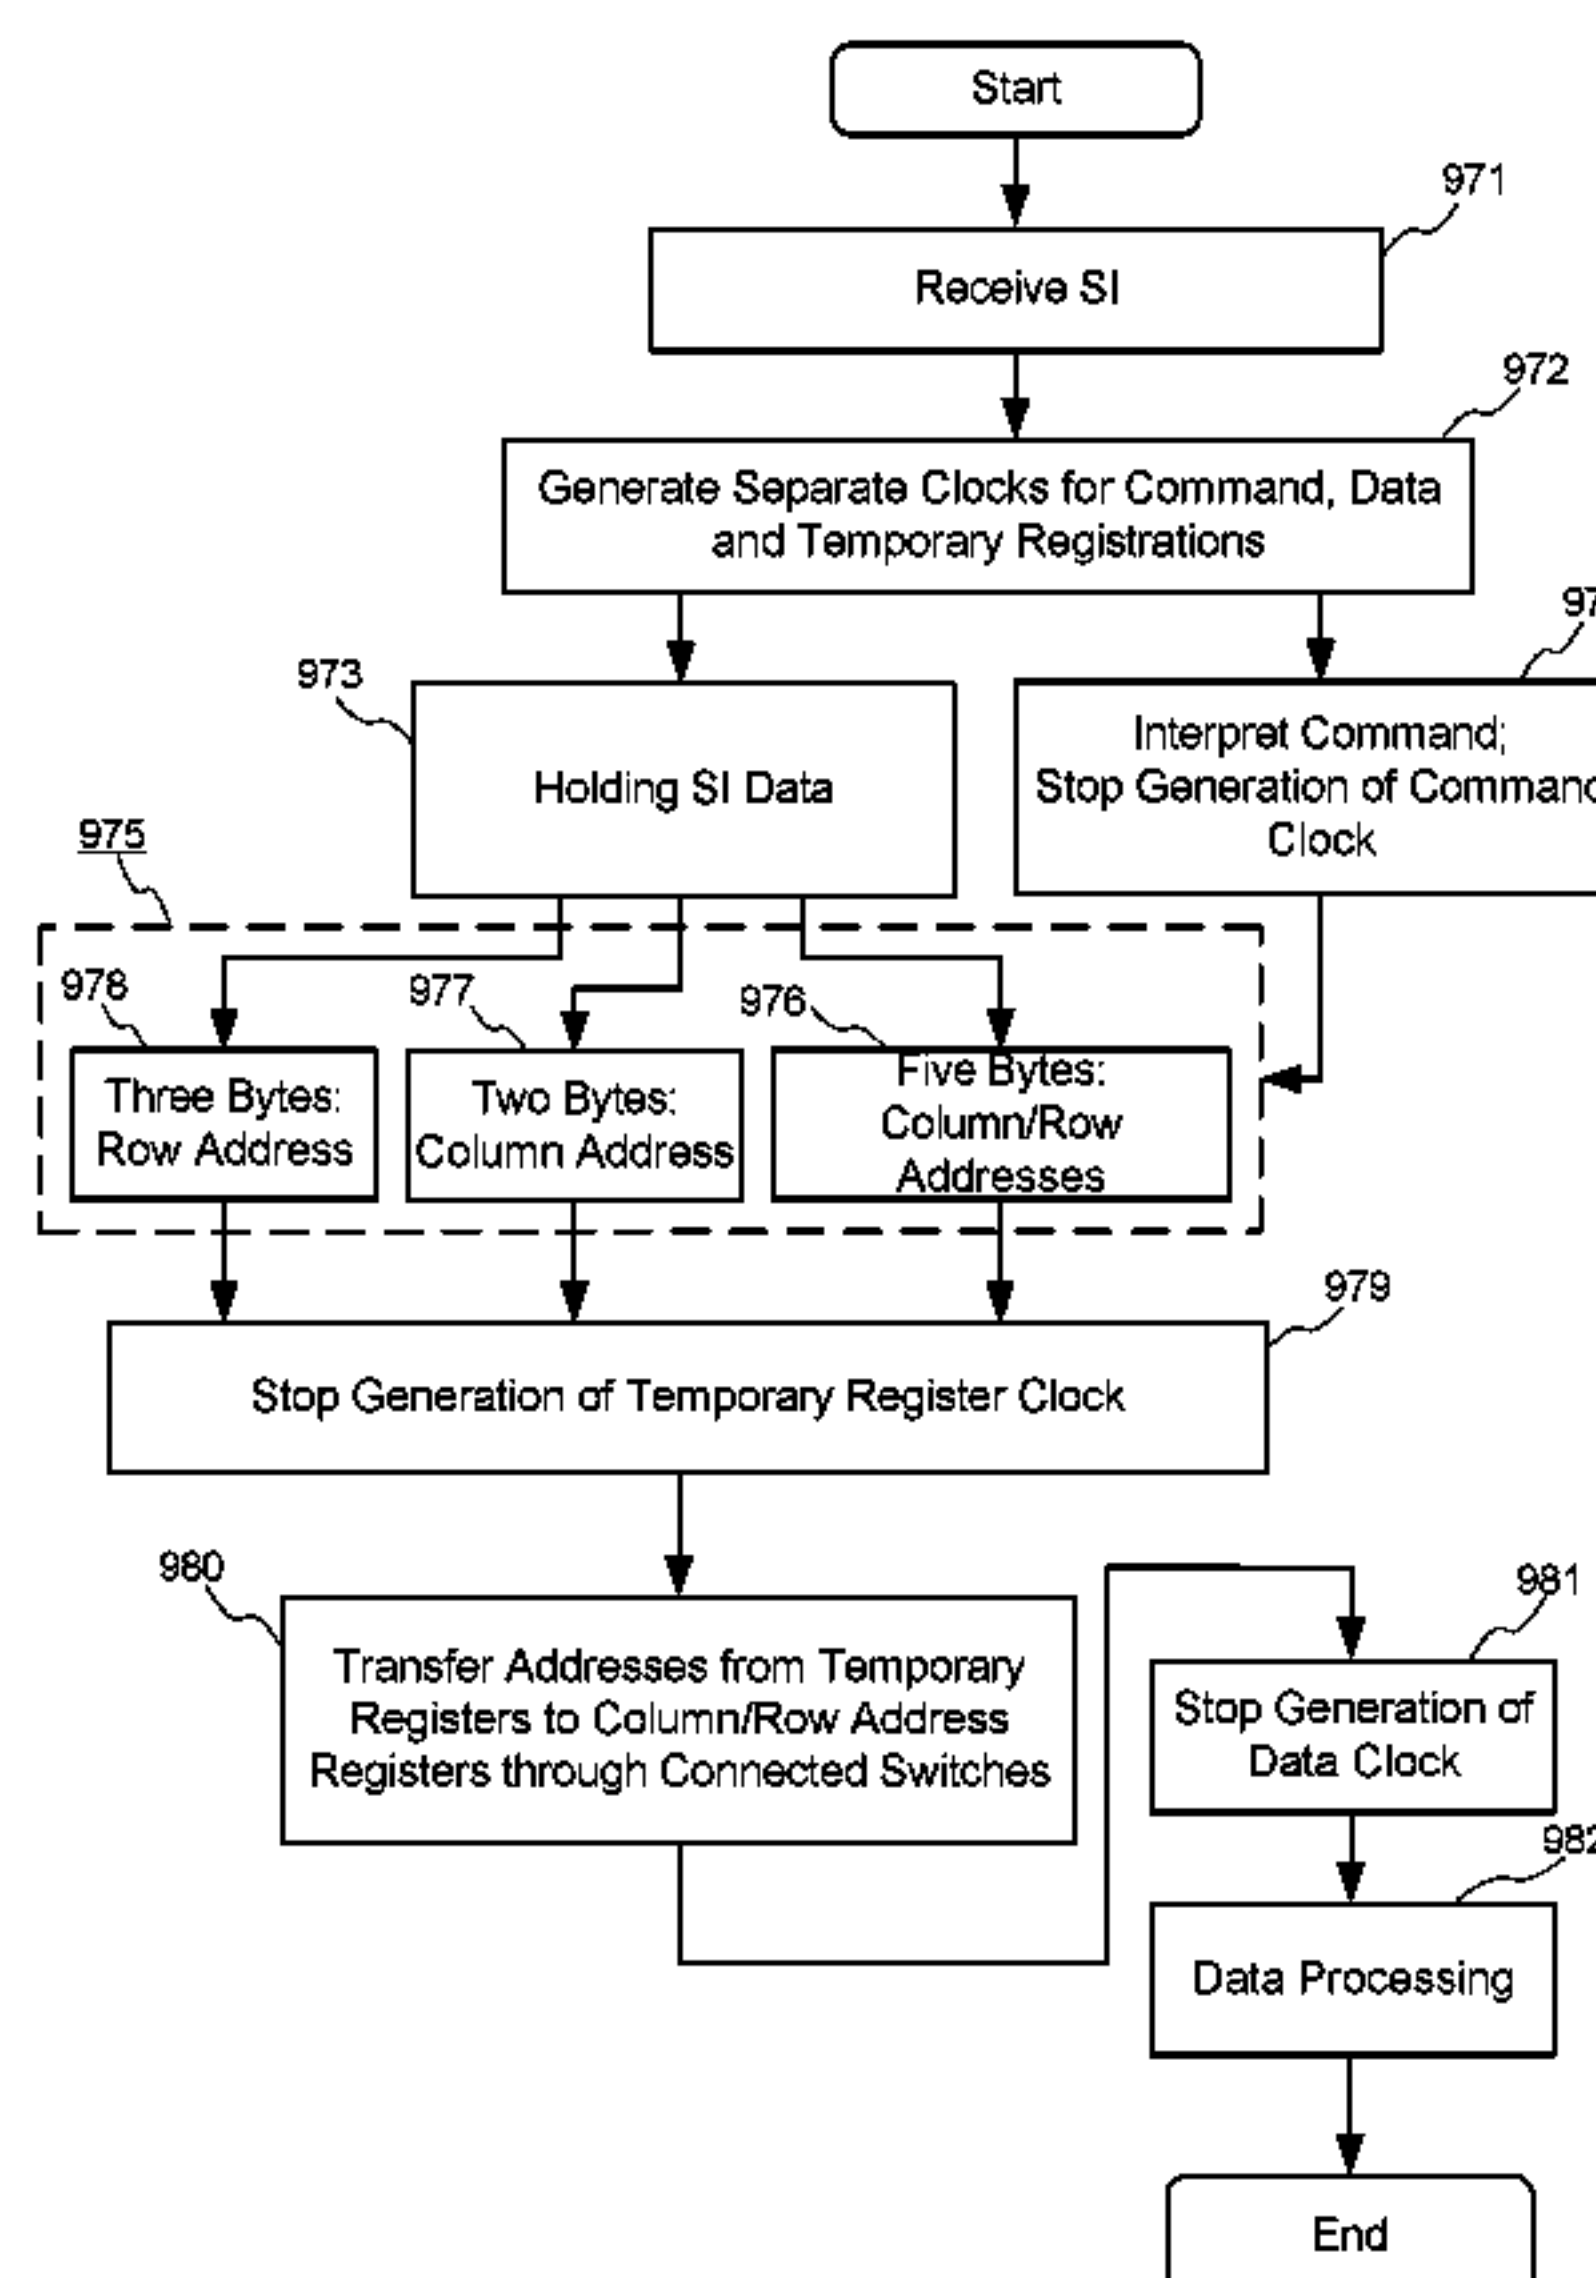 Start
971
Receive SI
972
Generate Separate Clocks for Command, Data
and Temporary Registrations
973
Holding SI Data
Interpret Command;
Stop Generation of Command
Clock
975
978
977
976
Three Bytes:
Row Address
Two Bytes:
Column Address
Five Bytes:
Column/Row
Addresses
979
Stop Generation of Temporary Register Clock
980
Transfer Addresses from Temporary
Registers to Column/Row Address
Registers through Connected Switches
981
Stop Generation of
Data Clock
982
Data Processing
End